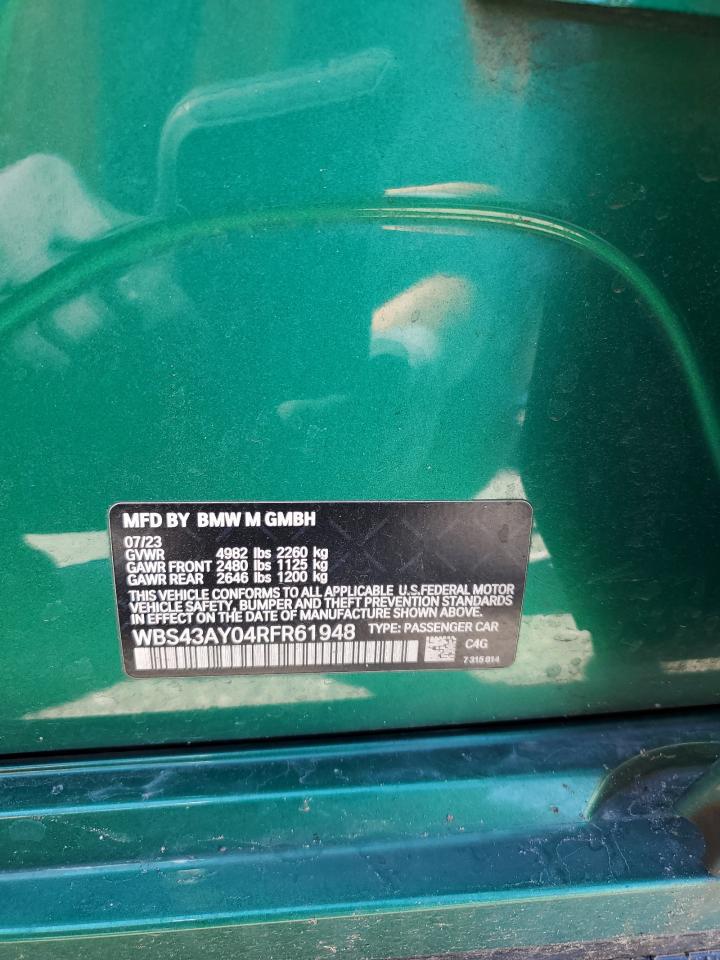 MFD BY BMW M GMBH
07/23
GVWR 4982 lbs 2260 kg
GAWR FRONT 2480 lbs 1125 kg
GAWR REAR 2646 lbs 1200 kg
THIS VEHICLE CONFORMS TO ALL APPLICABLE U.S.FEDERAL MOTOR
VEHICLE SAFETY, BUMPER AND THEFT PREVENTION STANDARDS
IN EFFECT ON THE DATE OF MANUFACTURE SHOWN ABOVE.
WBS43AY04RFR61948 TYPE: PASSENGER CAR
C4G
7 315 014